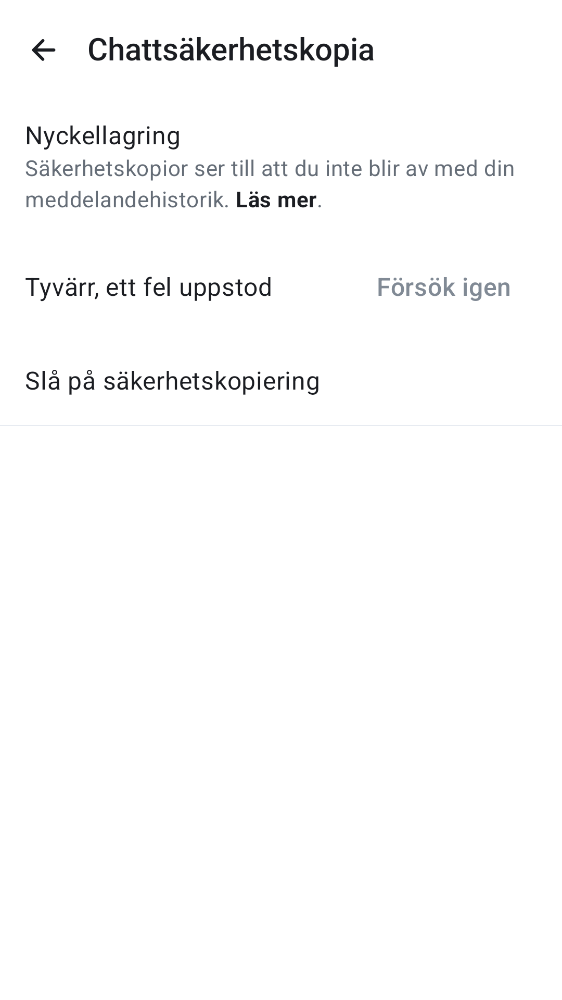 Chattsäkerhetskopia
Nyckellagring
Säkerhetskopior ser till att du inte blir av med din
meddelandehistorik. Läs mer.
Tyvärr, ett fel uppstod Försök igen
Slå på säkerhetskopiering